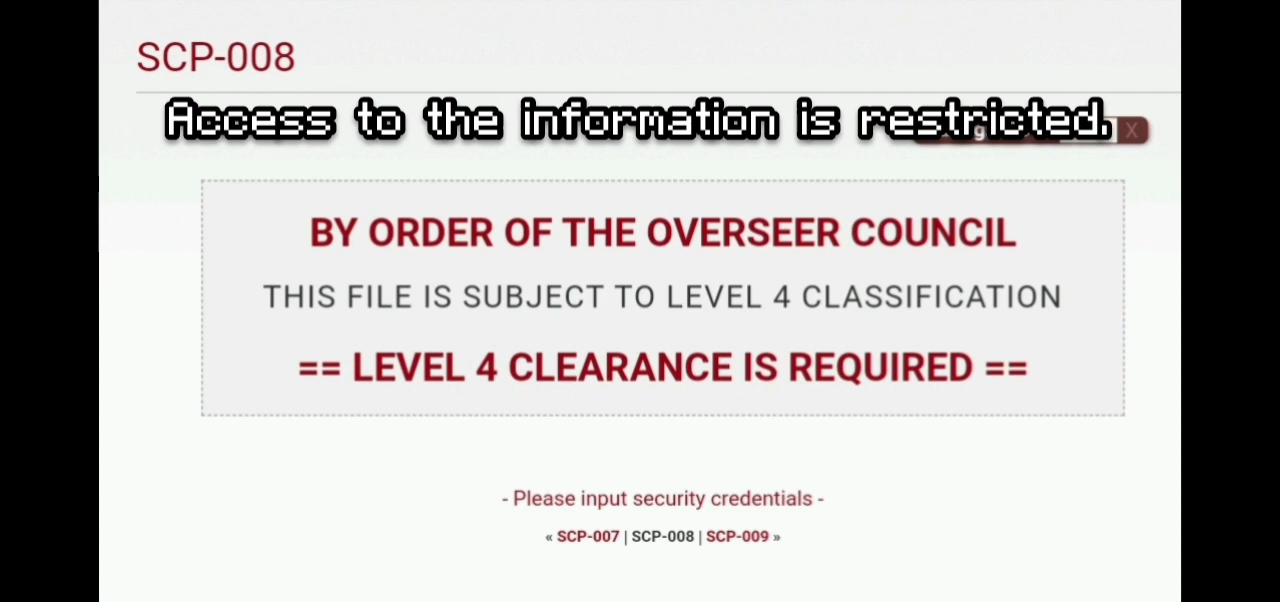 SCP-008
Access to the information is restricted.
X
BY ORDER OF THE OVERSEER COUNCIL
THIS FILE IS SUBJECT TO LEVEL 4 CLASSIFICATION
== LEVEL 4 CLEARANCE IS REQUIRED ==
- Please input security credentials -
« SCP-007 | SCP-008 | SCP-009 »